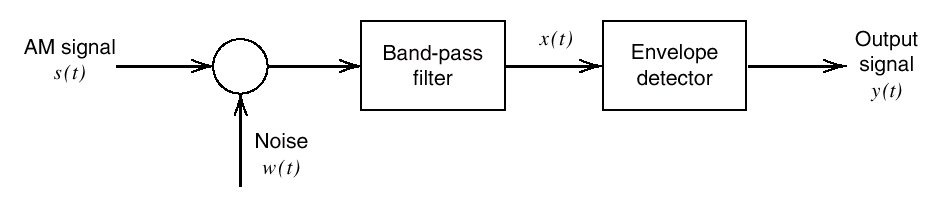 AM signal
s(t)
Noise
w(t)
Band-pass
filter
x(t)
Envelope
detector
Output
signal
y(t)